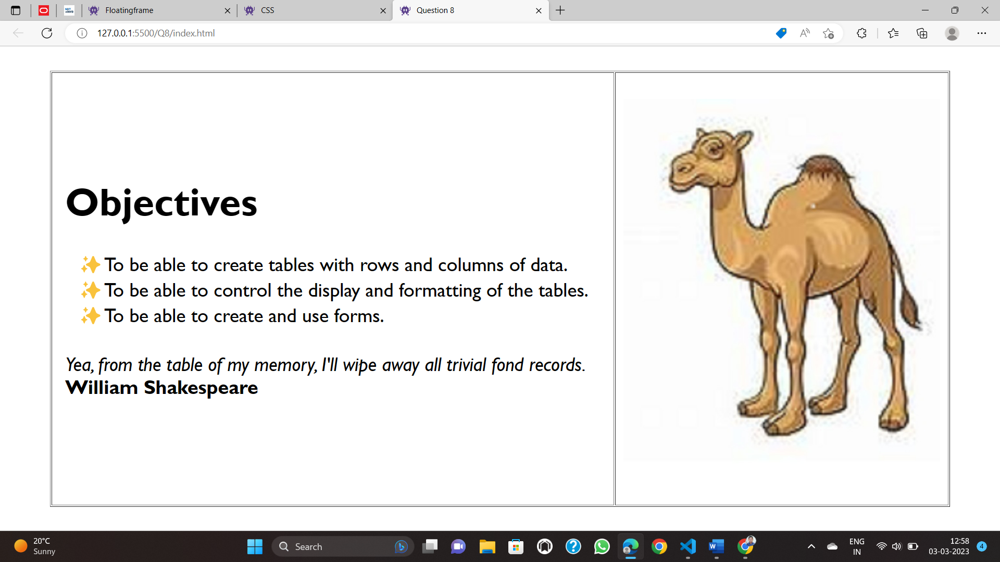 Floatingframe
CSS
Question 8
127.0.0.1:5500/Q8/index.html
Objectives
✨To be able to create tables with rows and columns of data.
✨To be able to control the display and formatting of the tables.
✨To be able to create and use forms.
Yea, from the table of my memory, I'll wipe away all trivial fond records.
William Shakespeare
20°C
Sunny
Search
ENG
IN
12:58
03-03-2023
4